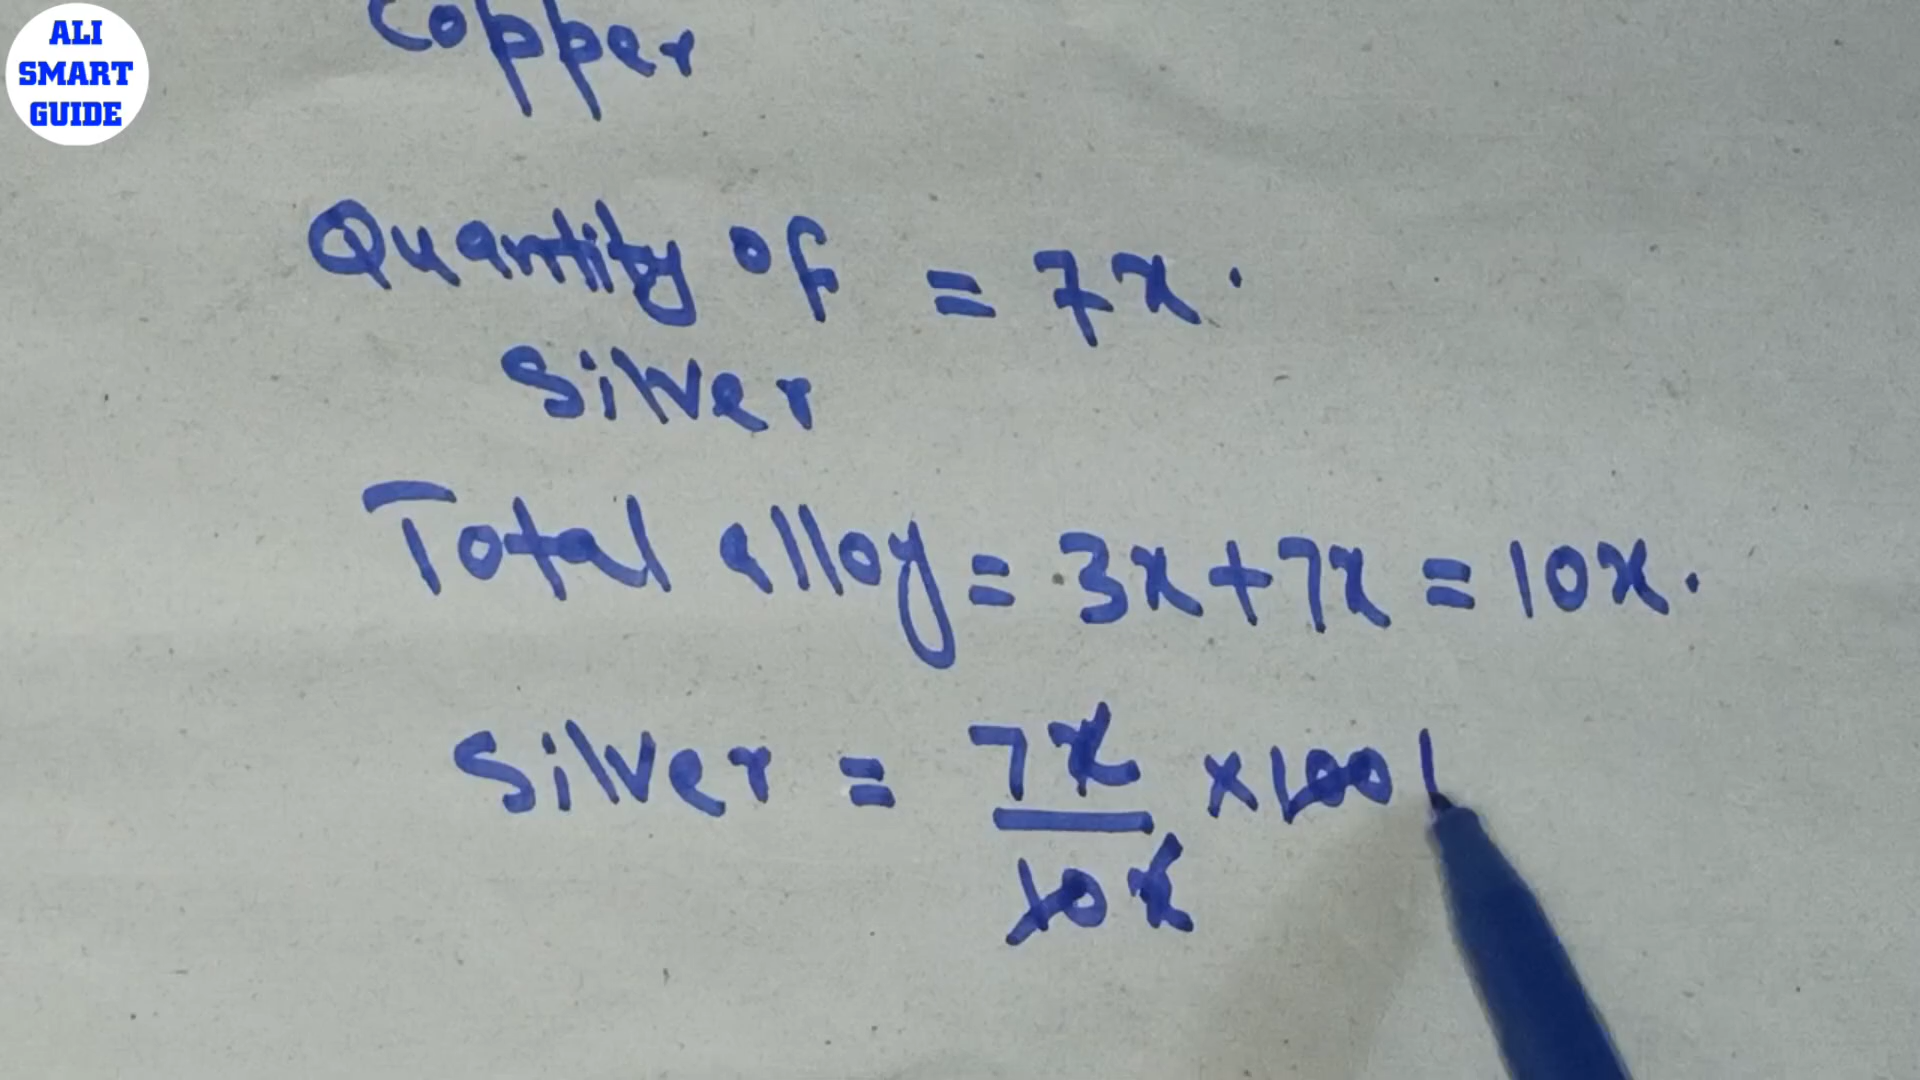 ALI
SMART
GUIDE
Copper
Quantity of = 7x.
Silver
Total alloy = 3x+7x = 10x.
Silver = 7x/10x ×100